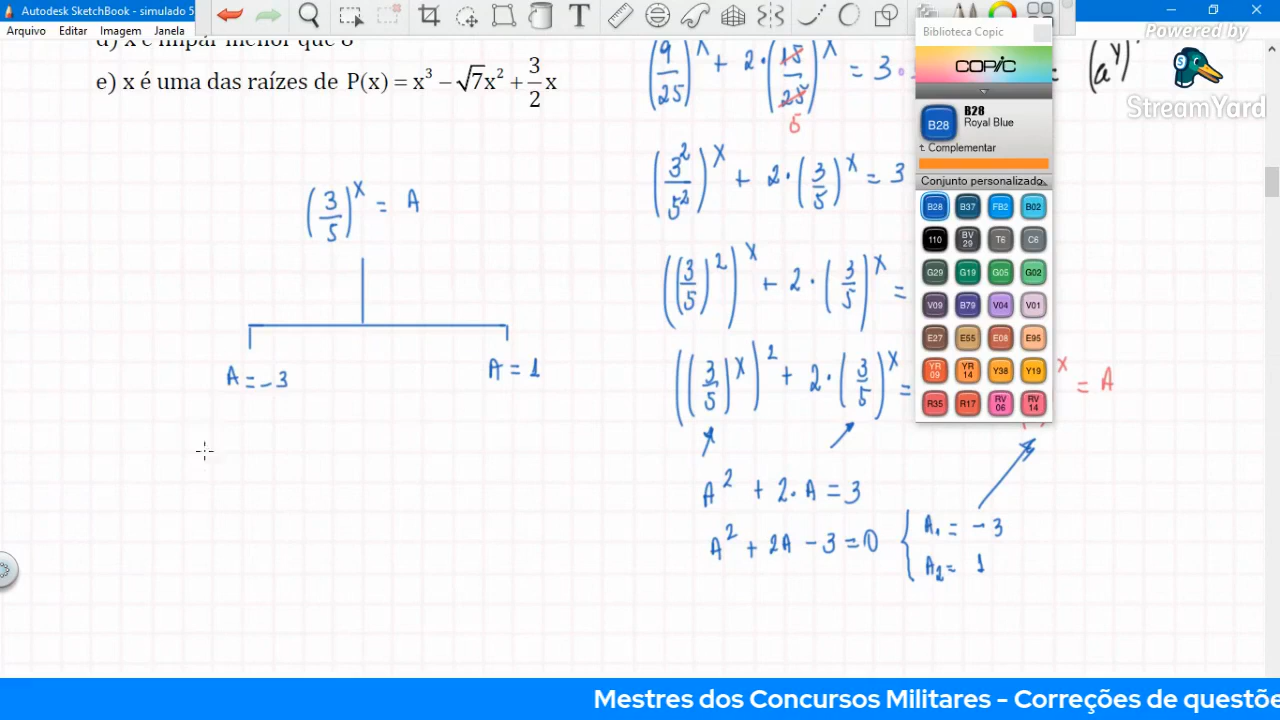 Autodesk SketchBook - simulado 5
Arquivo Editar Imagem Janela
e) x é uma das raízes de P(x) = x³ − √7x² + 3/2 x
(3/5)^x = A
A = -3
A = 1
(9/25)^x + 2·(15/25)^x = 3
5
= (a^y)
(3²/5²)^x + 2·(3/5)^x = 3
((3/5)²)^x + 2·(3/5)^x =
((3/5)^x)² + 2·(3/5)^x =
x = A
A² + 2·A = 3
A² + 2A - 3 = 0
A₁ = -3
A₂ = 1
Biblioteca Copic
COPIC
B28
B28
Royal Blue
1. Complementar
Conjunto personalizado
B28 B37 FB2 B02
110 BV29 T6 C6
G29 G19 G05 G02
V09 B79 V04 V01
E27 E55 E08 E95
YR09 YR14 Y38 Y19
R35 R17 RV06 RV14
Powered by
StreamYard
Mestres dos Concursos Militares - Correções de questõe